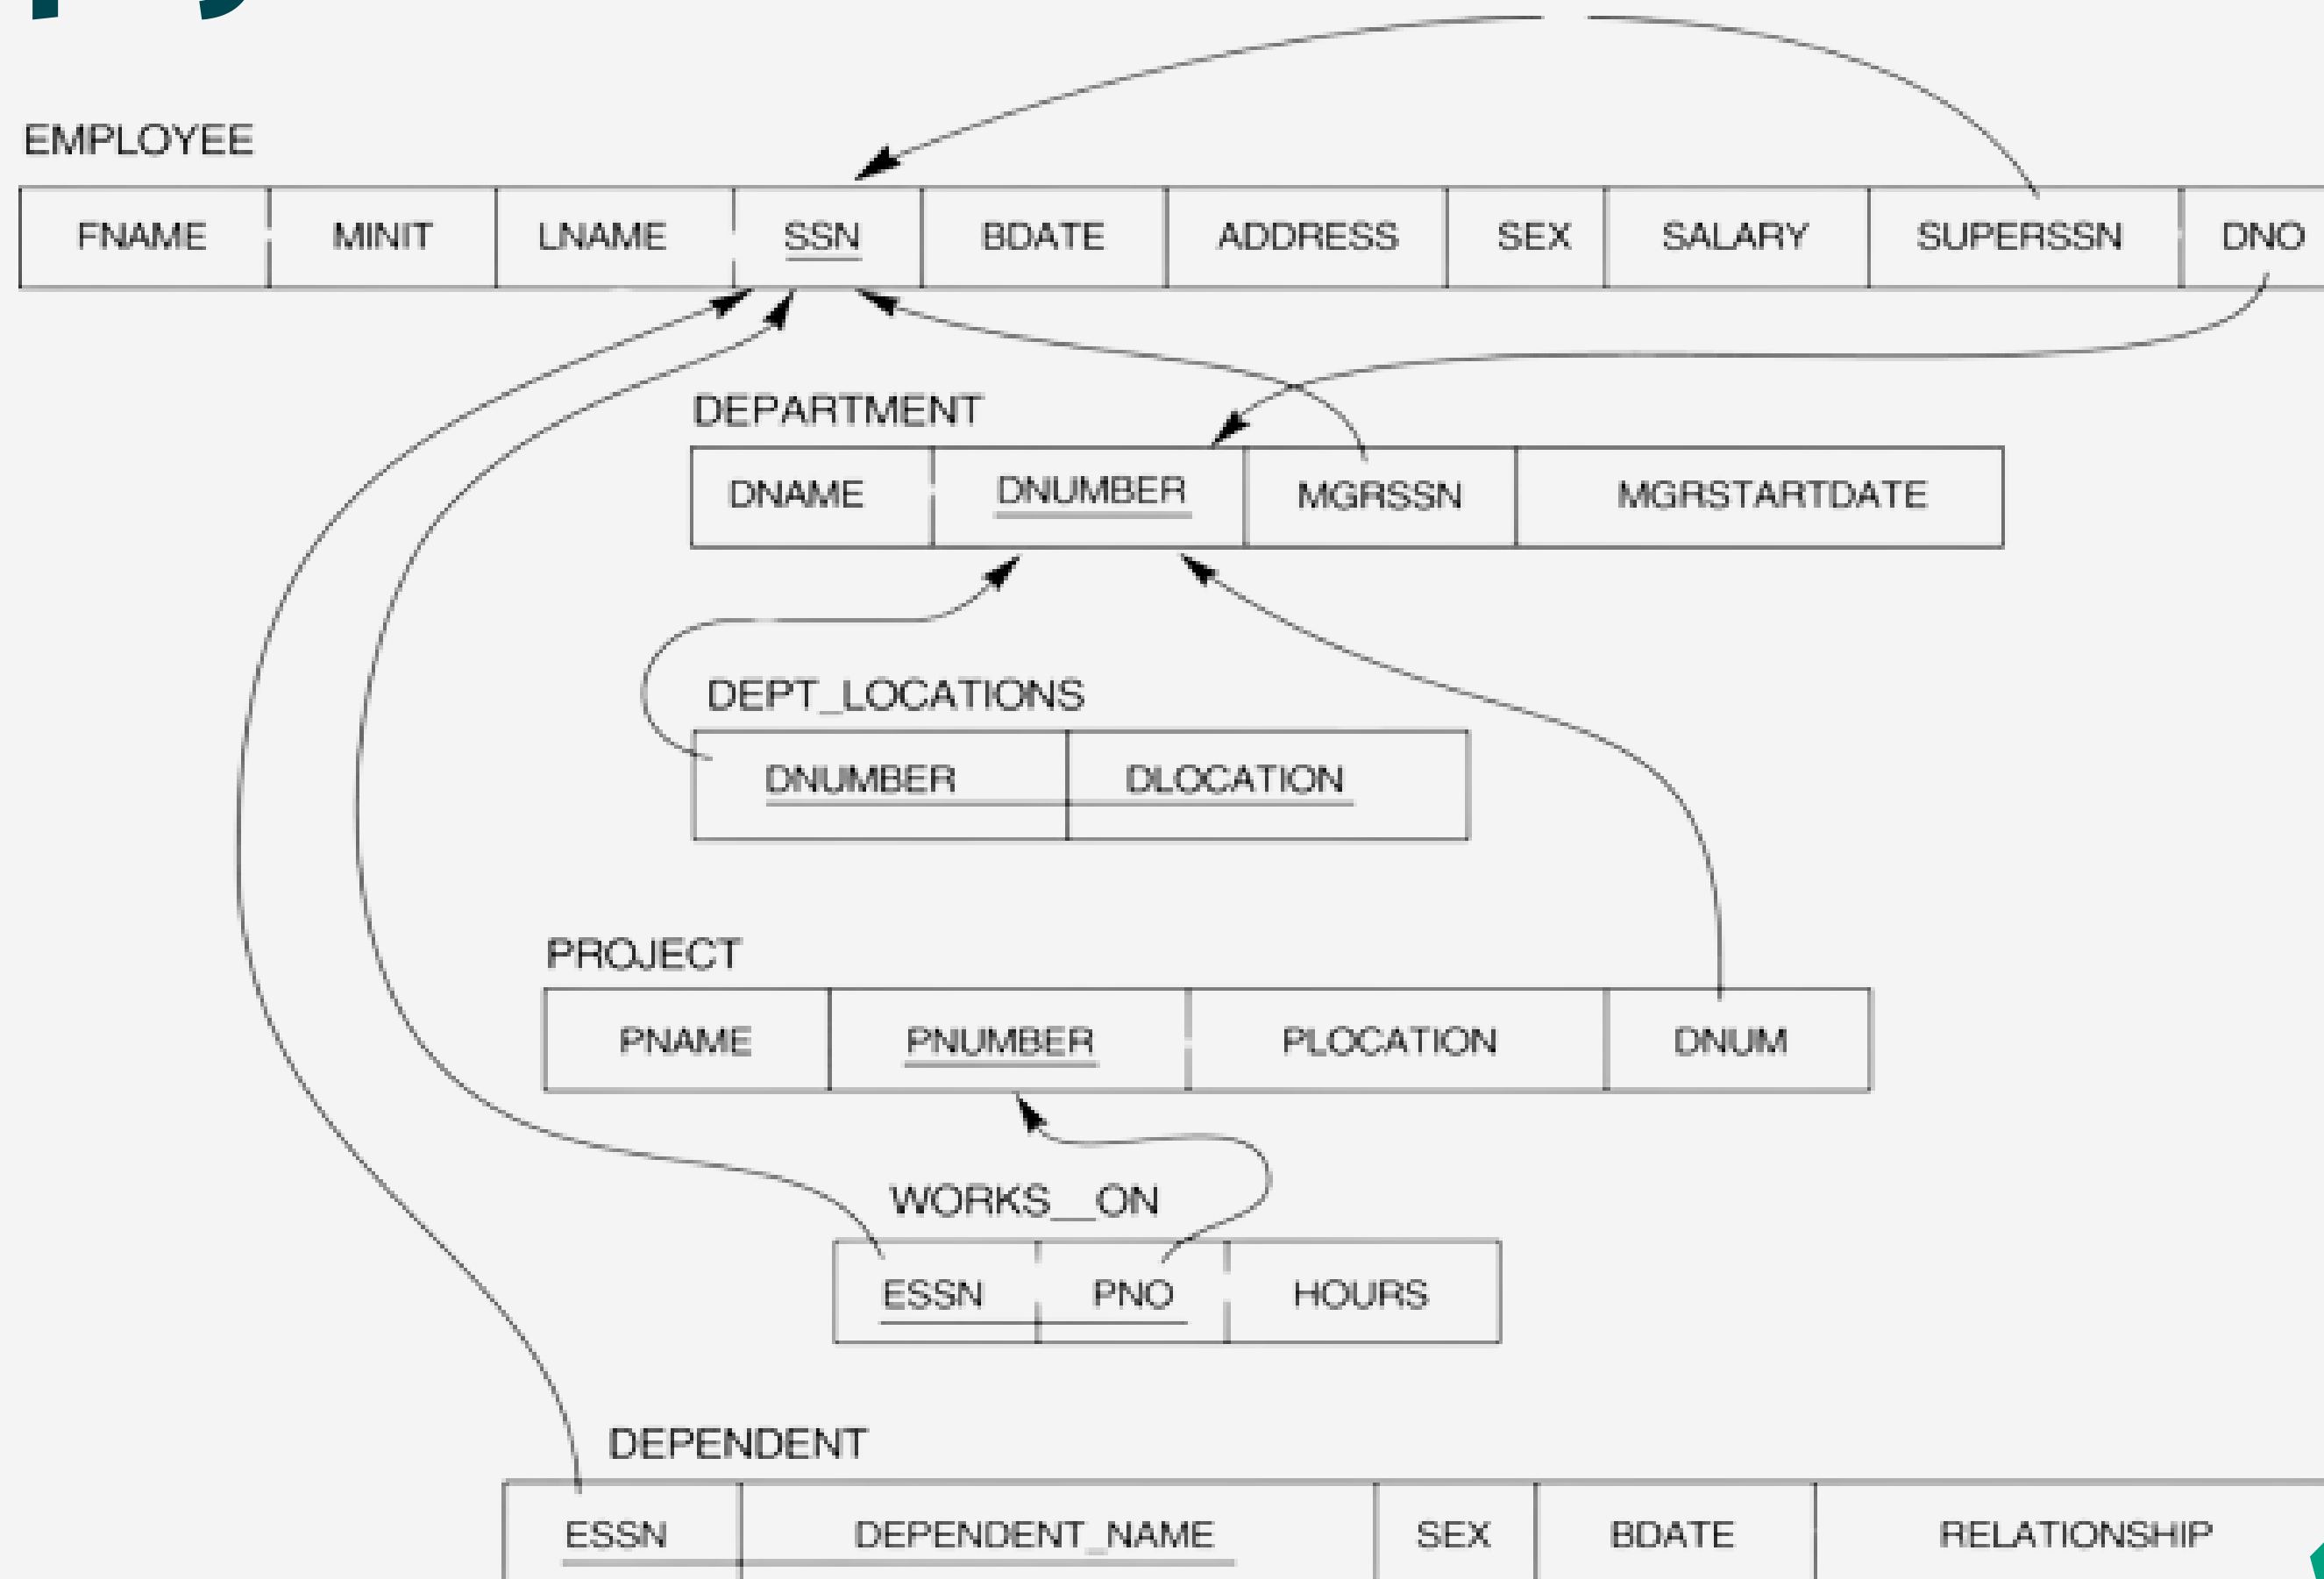 EMPLOYEE
FNAME MINIT LNAME SSN BDATE ADDRESS SEX SALARY SUPERSSN DNO
DEPARTMENT
DNAME DNUMBER MGRSSN MGRSTARTDATE
DEPT_LOCATIONS
DNUMBER DLOCATION
PROJECT
PNAME PNUMBER PLOCATION DNUM
WORKS_ON
ESSN PNO HOURS
DEPENDENT
ESSN DEPENDENT_NAME SEX BDATE RELATIONSHIP